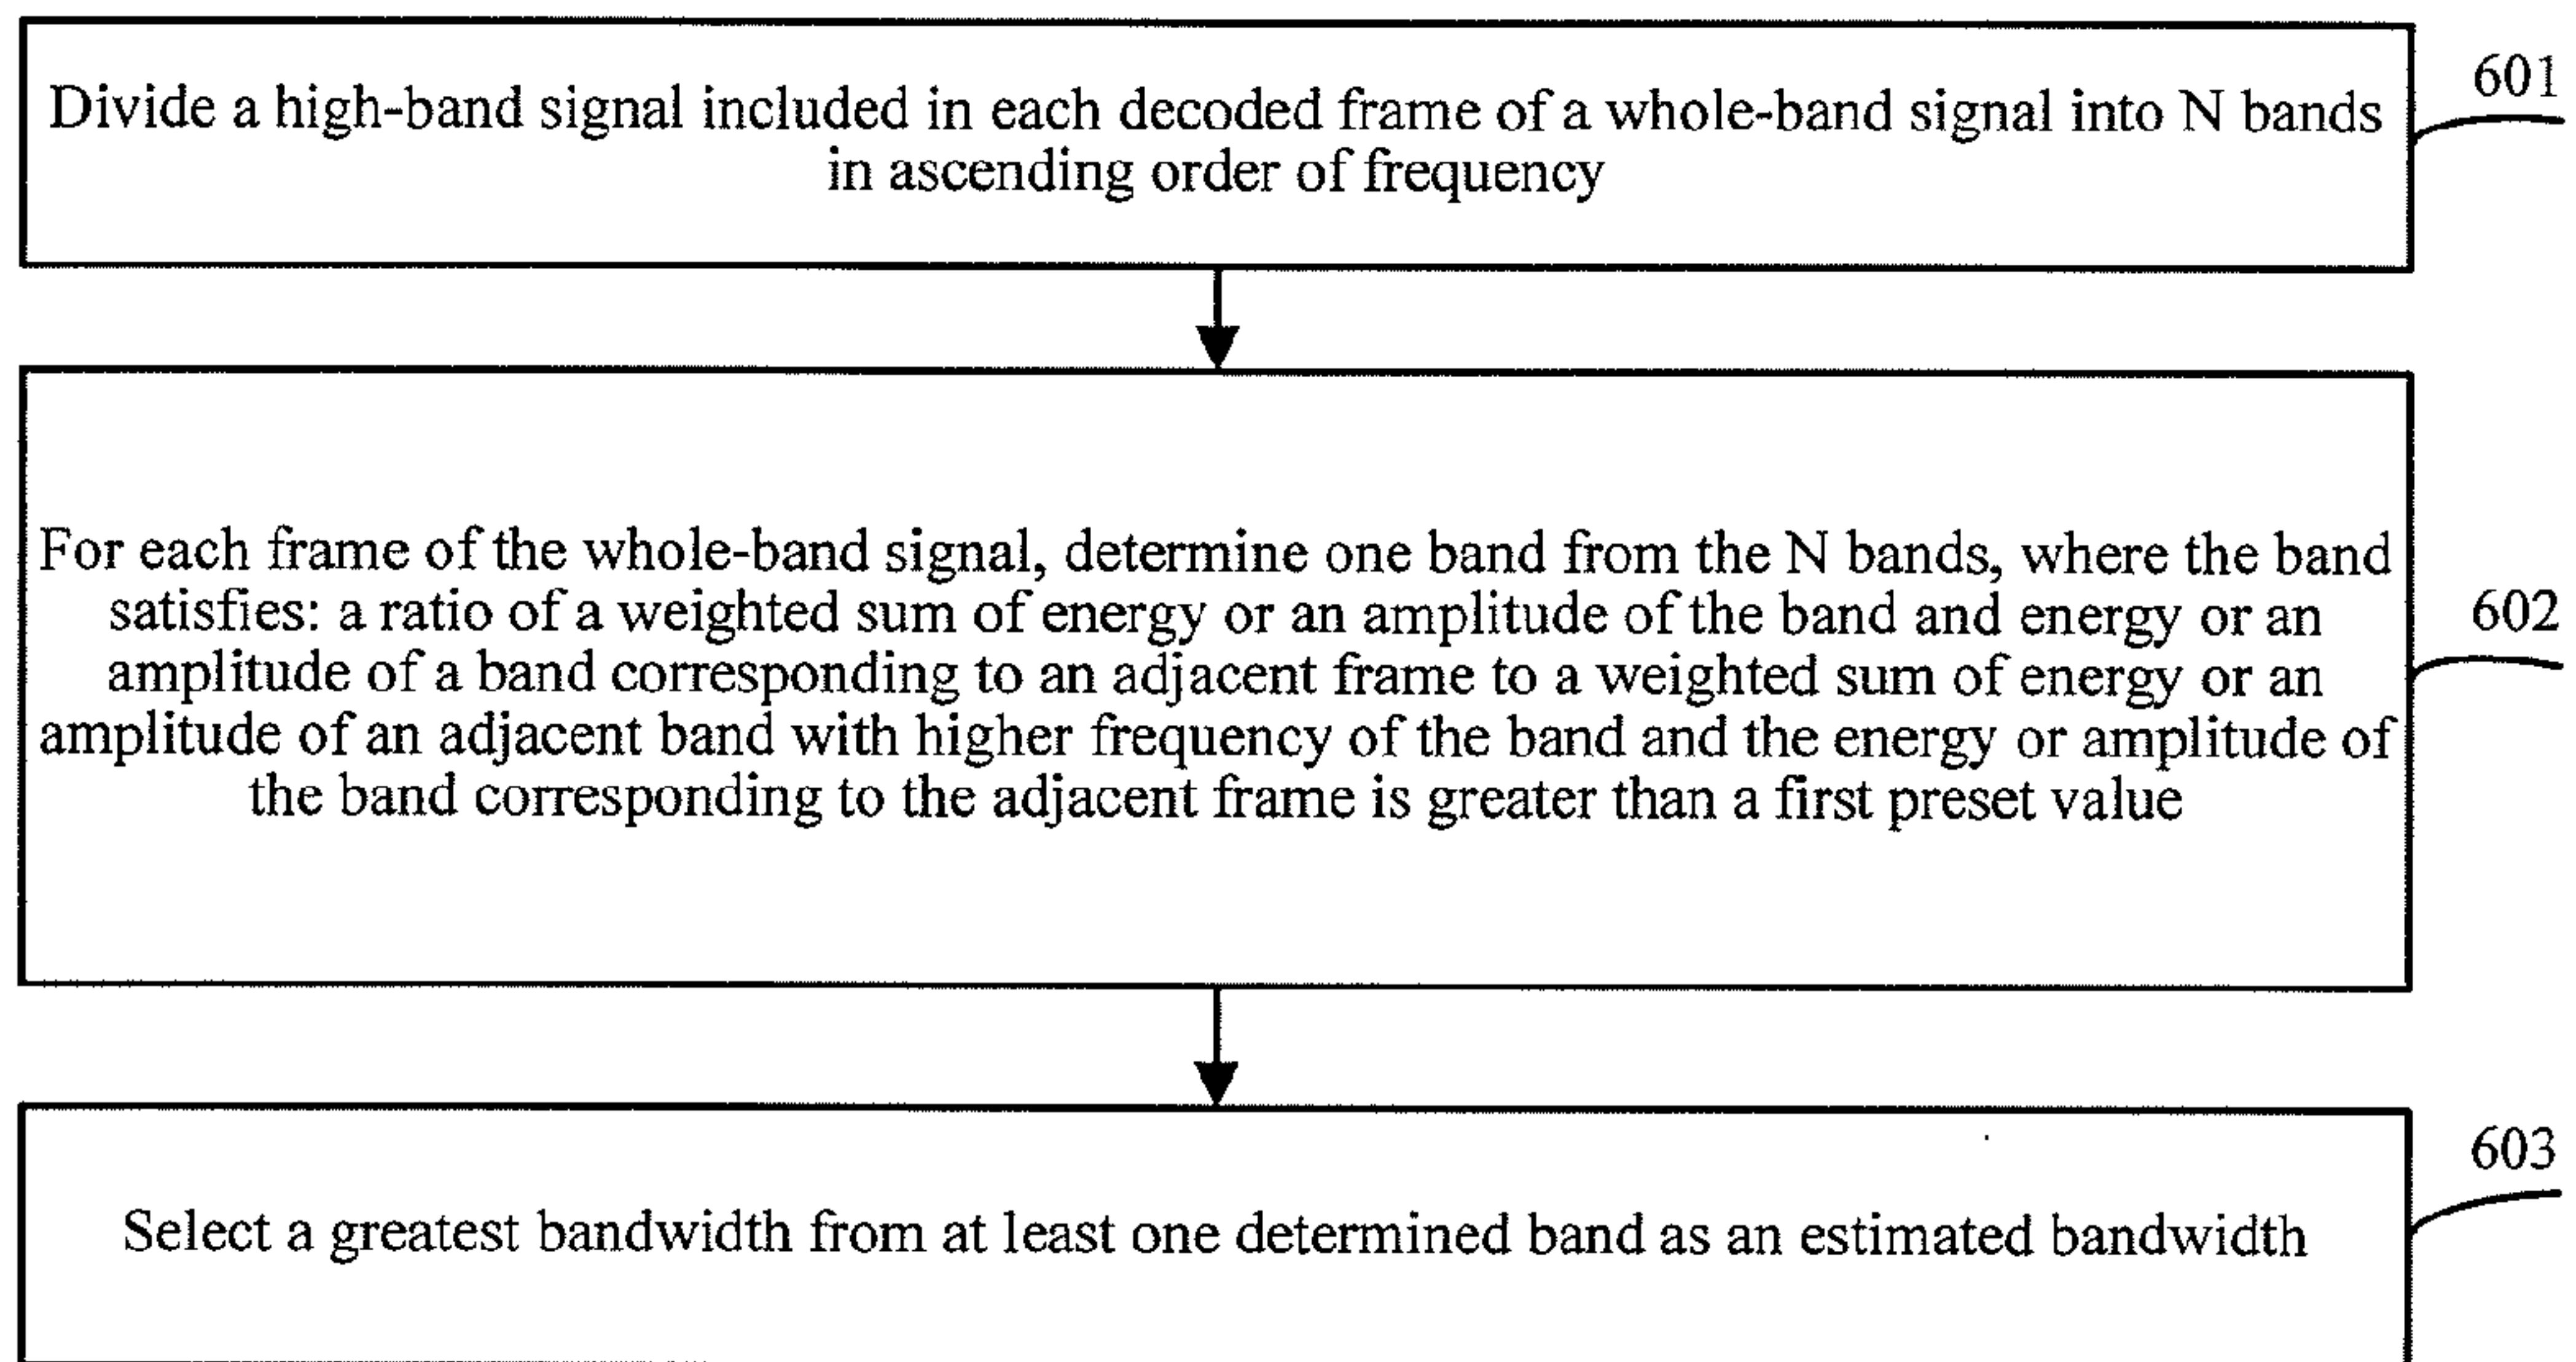 Divide a high-band signal included in each decoded frame of a whole-band signal into N bands
in ascending order of frequency
601
For each frame of the whole-band signal, determine one band from the N bands, where the band
satisfies: a ratio of a weighted sum of energy or an amplitude of the band and energy or an
amplitude of a band corresponding to an adjacent frame to a weighted sum of energy or an
amplitude of an adjacent band with higher frequency of the band and the energy or amplitude of
the band corresponding to the adjacent frame is greater than a first preset value
602
Select a greatest bandwidth from at least one determined band as an estimated bandwidth
603